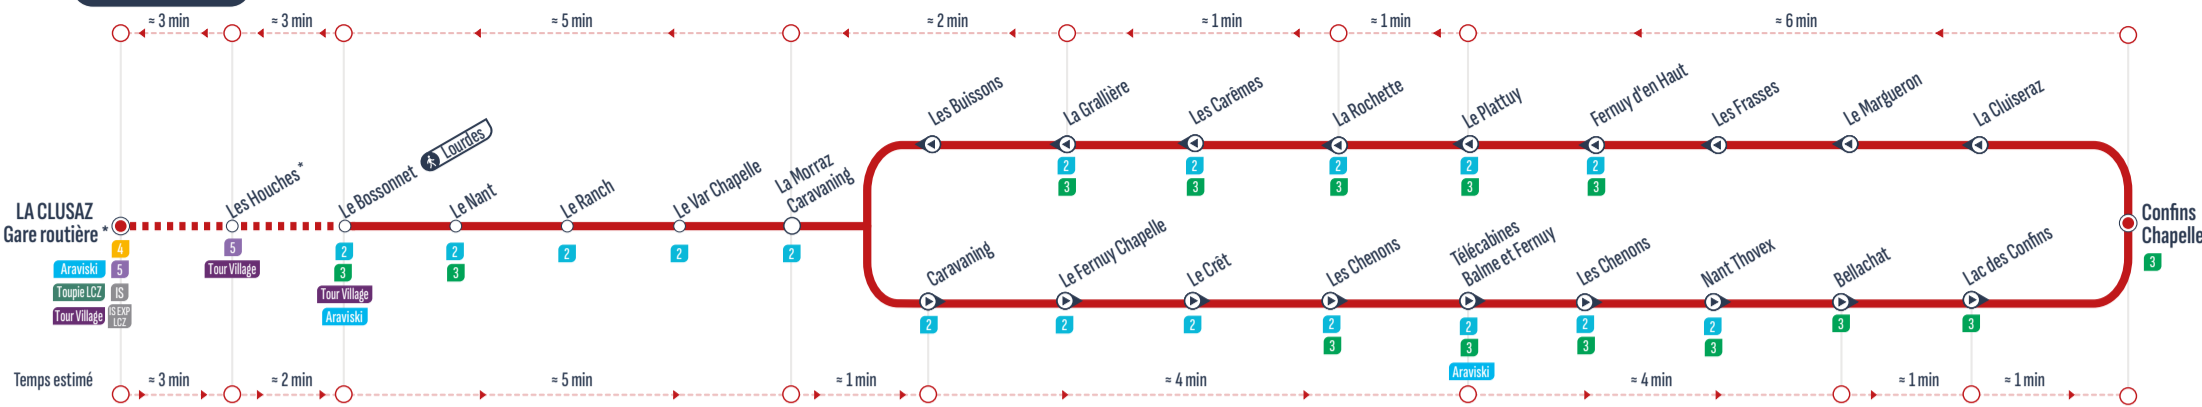 ≈ 3 min
≈ 3 min
≈ 5 min
≈ 2 min
≈ 1 min
≈ 1 min
≈ 6 min
Les Buissons
La Grallière
2
3
Les Carêmes
2
3
La Rochette
2
3
Le Plattuy
2
3
Fernuy d'en Haut
2
3
Les Frasses
Le Margueron
La Cluiseraz
LA CLUSAZ
Gare routière *
4
Araviski
5
Toupie LCZ
IS
Tour Village
IS EXP
LCZ
Les Houches *
5
Tour Village
Le Bossonnet
Lourdes
2
3
Tour Village
Araviski
Le Nant
2
3
Le Ranch
2
Le Var Chapelle
2
La Morraz
Caravaning
2
Confins
Chapelle
3
Caravaning
2
Le Fernuy Chapelle
2
Le Crêt
2
Les Chenons
2
3
Télécabines
Balme et Fernuy
2
3
Araviski
Les Chenons
2
3
Nant Thovex
2
3
Bellachat
3
Lac des Confins
3
Temps estimé
≈ 3 min
≈ 2 min
≈ 5 min
≈ 1 min
≈ 4 min
≈ 4 min
≈ 1 min
≈ 1 min